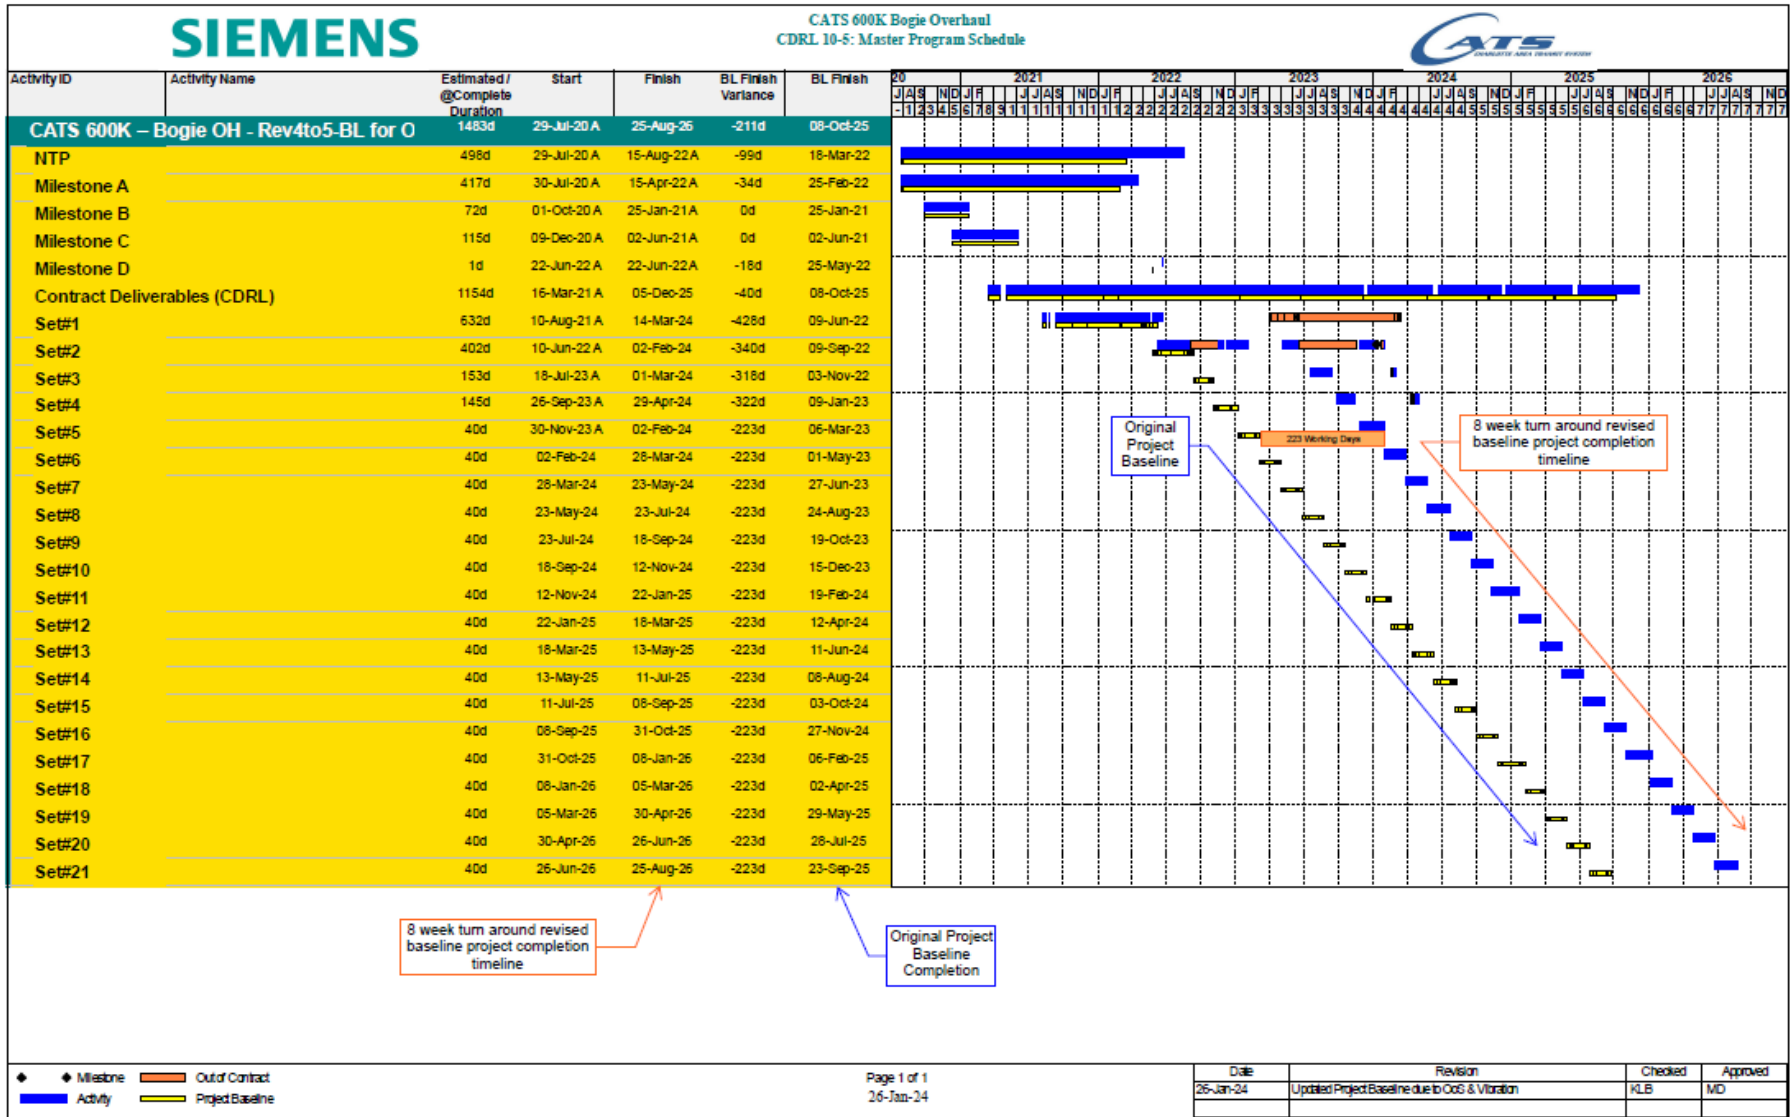 SIEMENS
CATS 600K Bogie Overhaul
CDRL 10-5: Master Program Schedule
CATS
CHARLOTTE AREA TRANSIT SYSTEM
Activity ID Activity Name Estimated / @Complete Duration Start Finish BL Finish Variance BL Finish
20 2021 2022 2023 2024 2025 2026
CATS 600K – Bogie OH - Rev4to5-BL for O 1483d 29-Jul-20 A 25-Aug-26 -211d 08-Oct-25
NTP 498d 29-Jul-20 A 15-Aug-22 A -99d 18-Mar-22
Milestone A 417d 30-Jul-20 A 15-Apr-22 A -34d 25-Feb-22
Milestone B 72d 01-Oct-20 A 25-Jan-21 A 0d 25-Jan-21
Milestone C 115d 09-Dec-20 A 02-Jun-21 A 0d 02-Jun-21
Milestone D 1d 22-Jun-22 A 22-Jun-22 A -18d 25-May-22
Contract Deliverables (CDRL) 1154d 16-Mar-21 A 05-Dec-25 -40d 08-Oct-25
Set#1 632d 10-Aug-21 A 14-Mar-24 -428d 09-Jun-22
Set#2 402d 10-Jun-22 A 02-Feb-24 -340d 09-Sep-22
Set#3 153d 18-Jul-23 A 01-Mar-24 -318d 03-Nov-22
Set#4 145d 26-Sep-23 A 29-Apr-24 -322d 09-Jan-23
Set#5 40d 30-Nov-23 A 02-Feb-24 -223d 06-Mar-23
Set#6 40d 02-Feb-24 28-Mar-24 -223d 01-May-23
Set#7 40d 28-Mar-24 23-May-24 -223d 27-Jun-23
Set#8 40d 23-May-24 23-Jul-24 -223d 24-Aug-23
Set#9 40d 23-Jul-24 18-Sep-24 -223d 19-Oct-23
Set#10 40d 18-Sep-24 12-Nov-24 -223d 15-Dec-23
Set#11 40d 12-Nov-24 22-Jan-25 -223d 19-Feb-24
Set#12 40d 22-Jan-25 18-Mar-25 -223d 12-Apr-24
Set#13 40d 18-Mar-25 13-May-25 -223d 11-Jun-24
Set#14 40d 13-May-25 11-Jul-25 -223d 08-Aug-24
Set#15 40d 11-Jul-25 08-Sep-25 -223d 03-Oct-24
Set#16 40d 08-Sep-25 31-Oct-25 -223d 27-Nov-24
Set#17 40d 31-Oct-25 08-Jan-26 -223d 06-Feb-25
Set#18 40d 08-Jan-26 05-Mar-26 -223d 02-Apr-25
Set#19 40d 05-Mar-26 30-Apr-26 -223d 29-May-25
Set#20 40d 30-Apr-26 26-Jun-26 -223d 28-Jul-25
Set#21 40d 26-Jun-26 25-Aug-26 -223d 23-Sep-25
Original
Project
Baseline
223 Working Days
8 week turn around revised
baseline project completion
timeline
8 week turn around revised
baseline project completion
timeline
Original Project
Baseline
Completion
Milestone Out of Contract
Activity Project Baseline
Page 1 of 1
26-Jan-24
Date Revision Checked Approved
26-Jan-24 Updated Project Baseline due to OoS & Vibration KLB MD